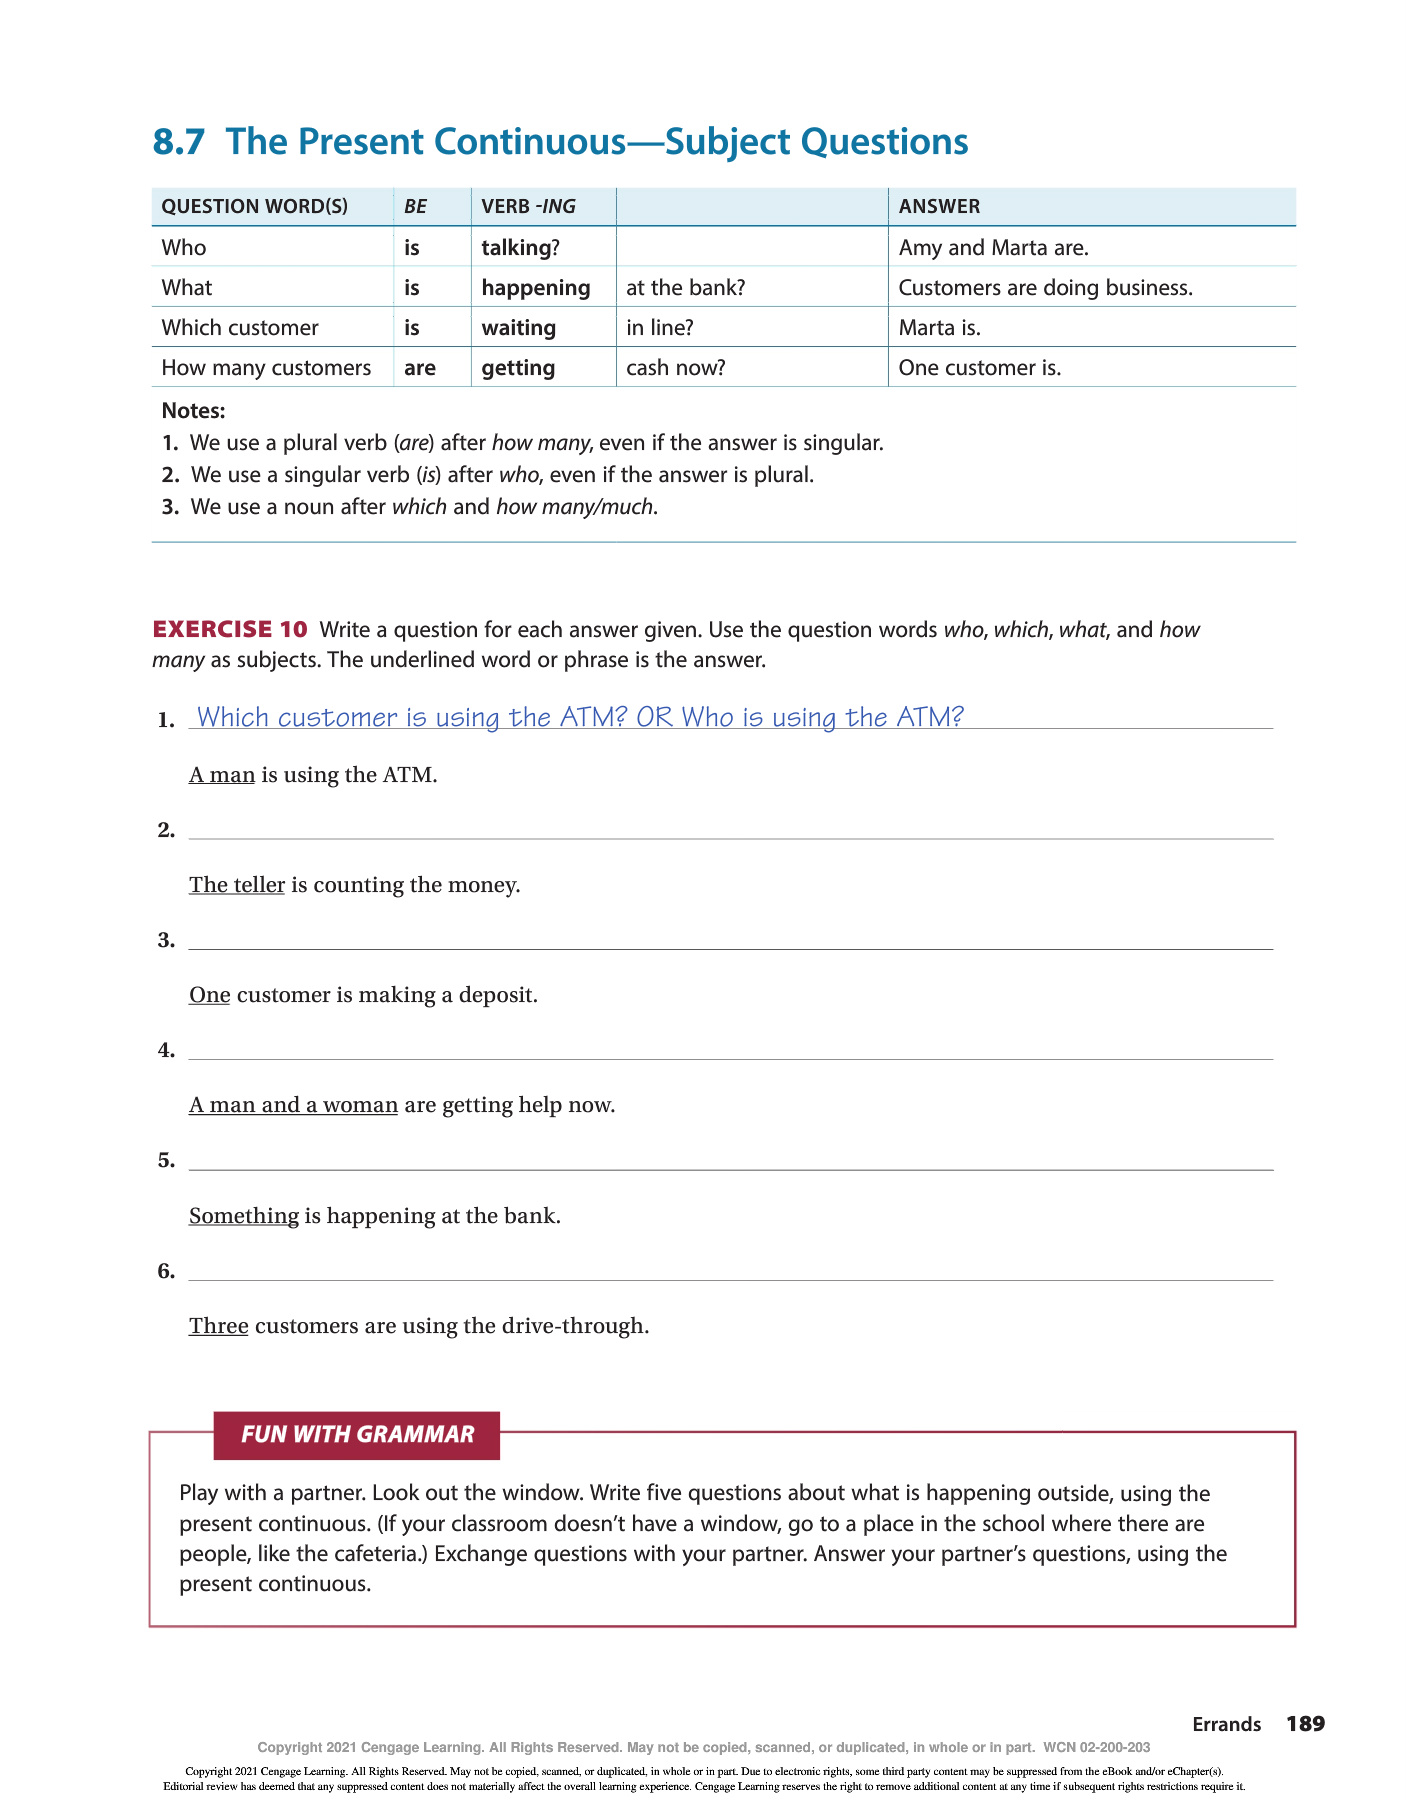 8.7 The Present Continuous—Subject Questions
QUESTION WORD(S) BE VERB -ING ANSWER
Who is talking? Amy and Marta are.
What is happening at the bank? Customers are doing business.
Which customer is waiting in line? Marta is.
How many customers are getting cash now? One customer is.
Notes:
1. We use a plural verb (are) after how many, even if the answer is singular.
2. We use a singular verb (is) after who, even if the answer is plural.
3. We use a noun after which and how many/much.
EXERCISE 10 Write a question for each answer given. Use the question words who, which, what, and how
many as subjects. The underlined word or phrase is the answer.
1. Which customer is using the ATM? OR Who is using the ATM?
A man is using the ATM.
2.
The teller is counting the money.
3.
One customer is making a deposit.
4.
A man and a woman are getting help now.
5.
Something is happening at the bank.
6.
Three customers are using the drive-through.
FUN WITH GRAMMAR
Play with a partner. Look out the window. Write five questions about what is happening outside, using the
present continuous. (If your classroom doesn’t have a window, go to a place in the school where there are
people, like the cafeteria.) Exchange questions with your partner. Answer your partner’s questions, using the
present continuous.
Errands 189
Copyright 2021 Cengage Learning. All Rights Reserved. May not be copied, scanned, or duplicated, in whole or in part. WCN 02-200-203
Copyright 2021 Cengage Learning. All Rights Reserved. May not be copied, scanned, or duplicated, in whole or in part. Due to electronic rights, some third party content may be suppressed from the eBook and/or eChapter(s).
Editorial review has deemed that any suppressed content does not materially affect the overall learning experience. Cengage Learning reserves the right to remove additional content at any time if subsequent rights restrictions require it.